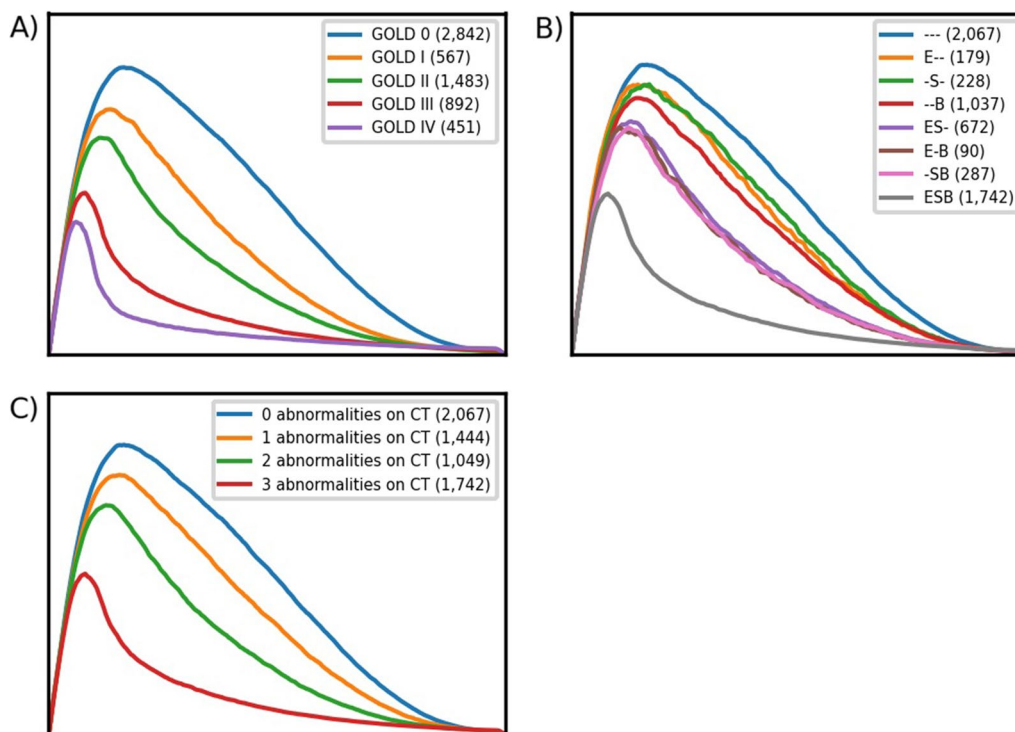 A)
GOLD 0 (2,842)
GOLD I (567)
GOLD II (1,483)
GOLD III (892)
GOLD IV (451)
B)
--- (2,067)
E-- (179)
-S- (228)
--B (1,037)
ES- (672)
E-B (90)
-SB (287)
ESB (1,742)
C)
0 abnormalities on CT (2,067)
1 abnormalities on CT (1,444)
2 abnormalities on CT (1,049)
3 abnormalities on CT (1,742)